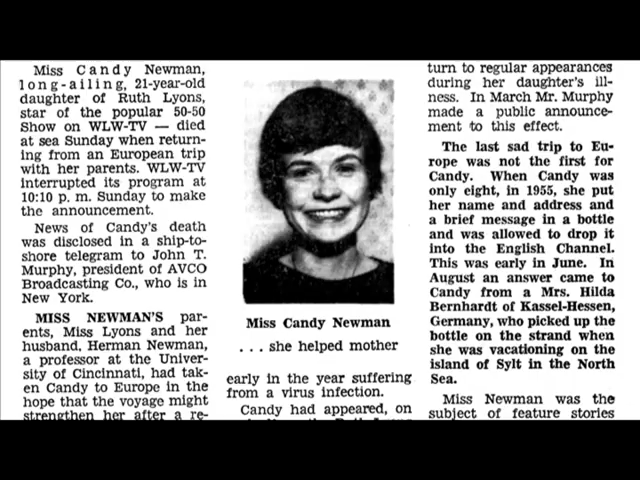 Miss Candy Newman,
long-ailing, 21-year-old
daughter of Ruth Lyons,
star of the popular 50-50
Show on WLW-TV — died
at sea Sunday when return-
ing from an European trip
with her parents. WLW-TV
interrupted its program at
10:10 p. m. Sunday to make
the announcement.
News of Candy's death
was disclosed in a ship-to-
shore telegram to John T.
Murphy, president of AVCO
Broadcasting Co., who is in
New York.
MISS NEWMAN'S par-
ents, Miss Lyons and her
husband, Herman Newman,
a professor at the Univer-
sity of Cincinnati, had tak-
en Candy to Europe in the
hope that the voyage might
strengthen her after a re-
Miss Candy Newman
. . . she helped mother
early in the year suffering
from a virus infection.
Candy had appeared, on
turn to regular appearances
during her daughter's ill-
ness. In March Mr. Murphy
made a public announce-
ment to this effect.
The last sad trip to Eu-
rope was not the first for
Candy. When Candy was
only eight, in 1955, she put
her name and address and
a brief message in a bottle
and was allowed to drop it
into the English Channel.
This was early in June. In
August an answer came to
Candy from a Mrs. Hilda
Bernhardt of Kassel-Hessen,
Germany, who picked up the
bottle on the strand when
she was vacationing on the
island of Sylt in the North
Sea.
Miss Newman was the
subject of feature stories